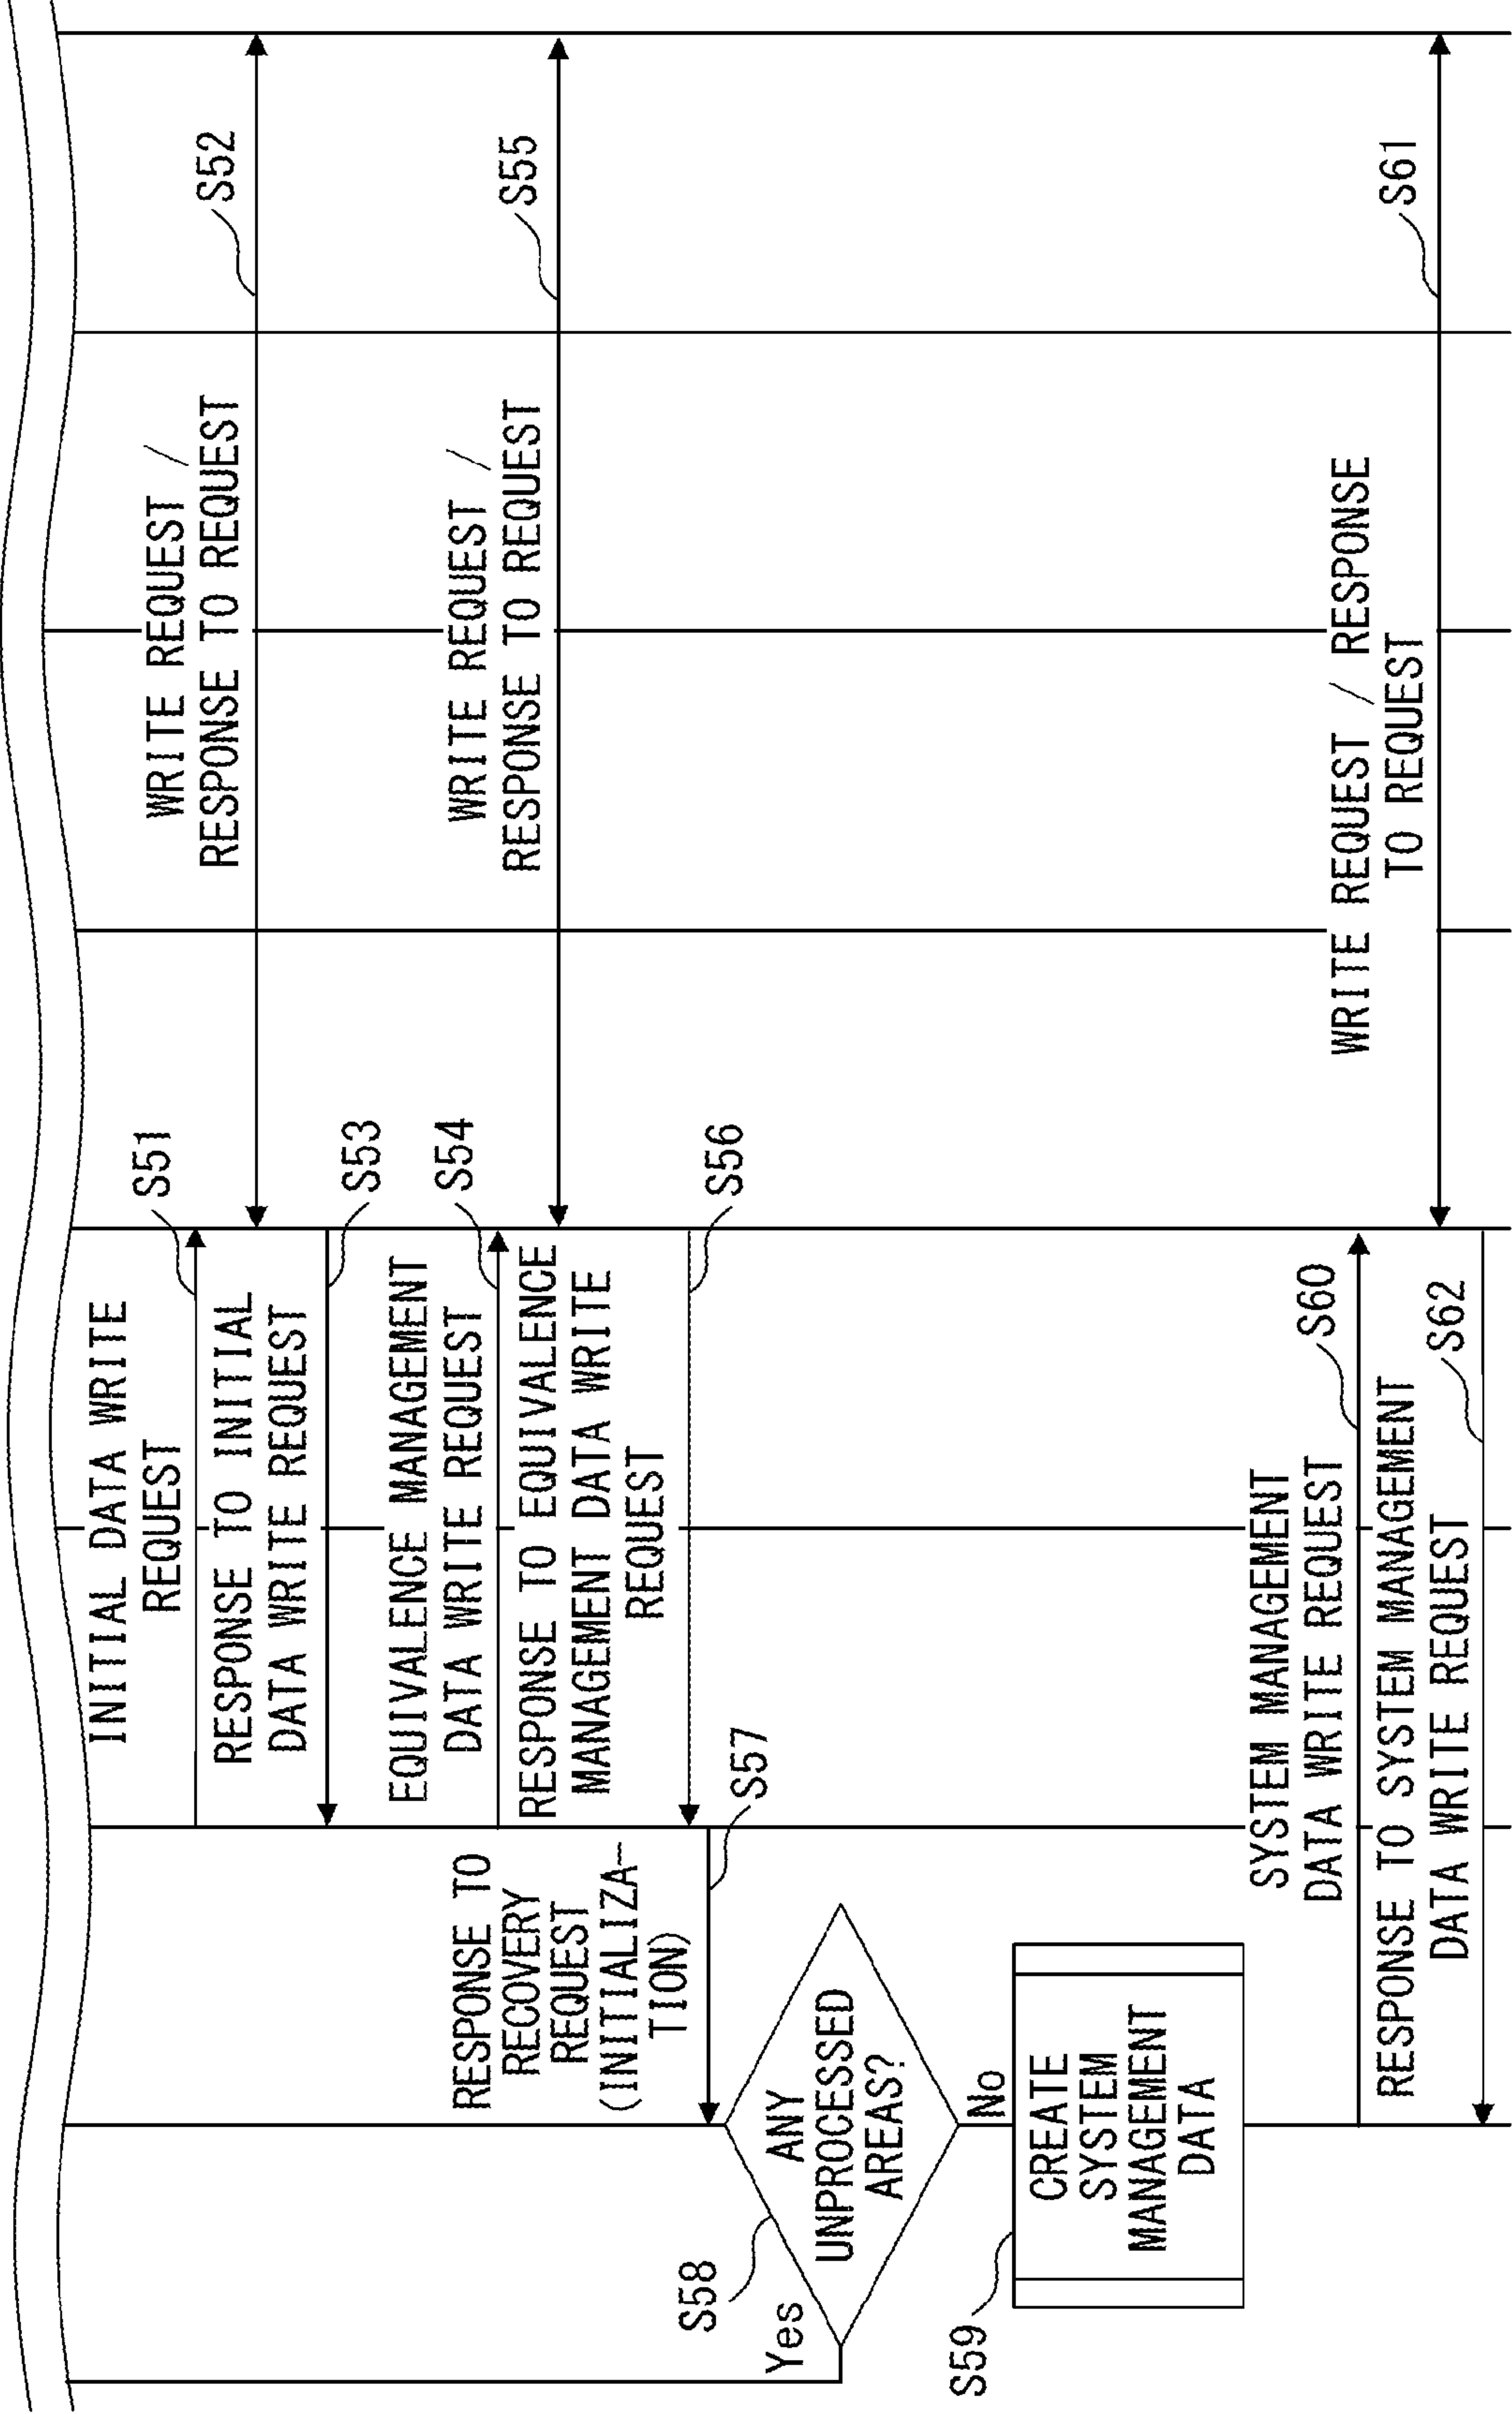 INITIAL DATA WRITE
REQUEST
S51
WRITE REQUEST /
RESPONSE TO REQUEST
S52
RESPONSE TO INITIAL
DATA WRITE REQUEST
S53
EQUIVALENCE MANAGEMENT
DATA WRITE REQUEST
S54
WRITE REQUEST /
RESPONSE TO REQUEST
S55
RESPONSE TO EQUIVALENCE
MANAGEMENT DATA WRITE
REQUEST
S56
RESPONSE TO
RECOVERY
REQUEST
(INITIALIZA-
TION)
S57
S58
ANY
UNPROCESSED
AREAS?
Yes
No
S59
CREATE
SYSTEM
MANAGEMENT
DATA
SYSTEM MANAGEMENT
DATA WRITE REQUEST
S60
WRITE REQUEST / RESPONSE
TO REQUEST
S61
RESPONSE TO SYSTEM MANAGEMENT
DATA WRITE REQUEST
S62